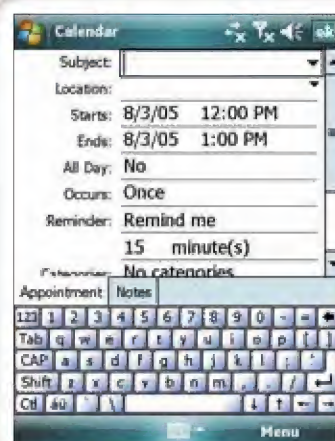 Calendar ok
Subject:
Location:
Starts: 8/3/05 12:00 PM
Ends: 8/3/05 1:00 PM
All Day: No
Occurs: Once
Reminder: Remind me
15 minute(s)
Categories: No categories
Appointment Notes
123 1 2 3 4 5 6 7 8 9 0 - =
Tab q w e r t y u i o p [ ]
CAP a s d f g h j k l ; '
Shift z x c v b n m , . /
Ctl áü ` \
Menu